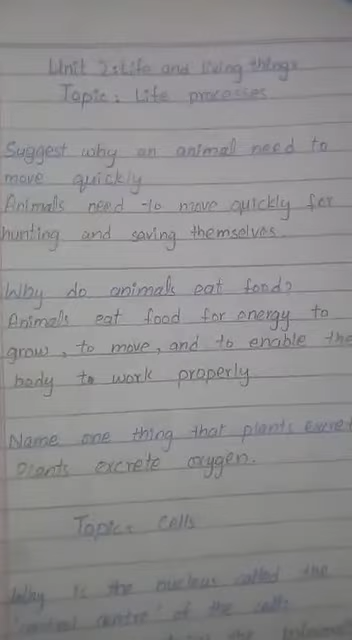 Unit 2: Life and living things
Topic: Life processes
Suggest why an animal need to
move quickly
Animals need to move quickly for
hunting and saving themselves.
Why do animals eat food?
Animals eat food for energy to
grow, to move, and to enable the
body to work properly
Name one thing that plants excrete
Plants excrete oxygen.
Topic: Cells
Why is the nucleus called the
'control centre' of the cell?
the